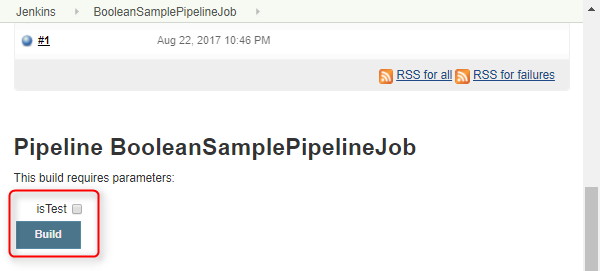 Jenkins BooleanSamplePipelineJob
#1 Aug 22, 2017 10:46 PM
RSS for all RSS for failures
Pipeline BooleanSamplePipelineJob
This build requires parameters:
isTest
Build